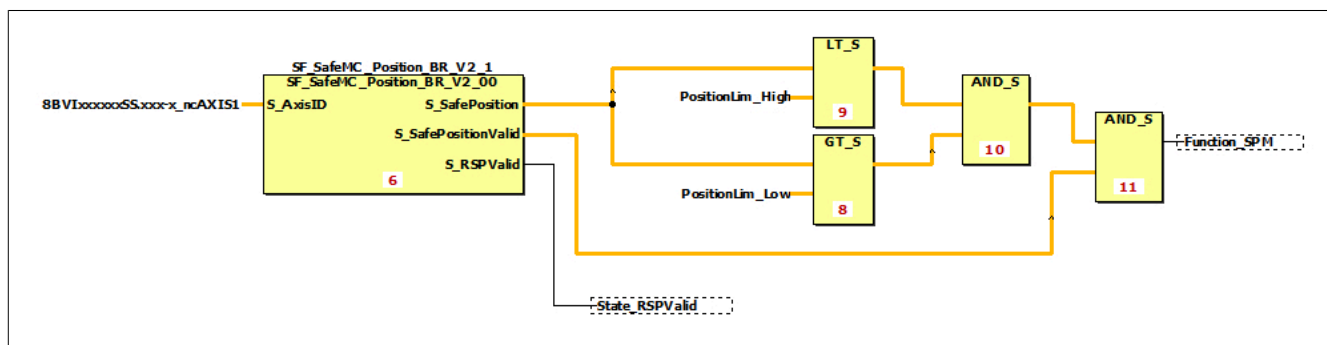 SF_SafeMC_Position_BR_V2_1
SF_SafeMC_Position_BR_V2_00
8BVIxxxxxxSS.xxx-x_ncAXIS1
S_AxisID
S_SafePosition
S_SafePositionValid
S_RSPValid
6
State_RSPValid
LT_S
PositionLim_High
9
GT_S
PositionLim_Low
8
AND_S
10
AND_S
11
Function_SPM